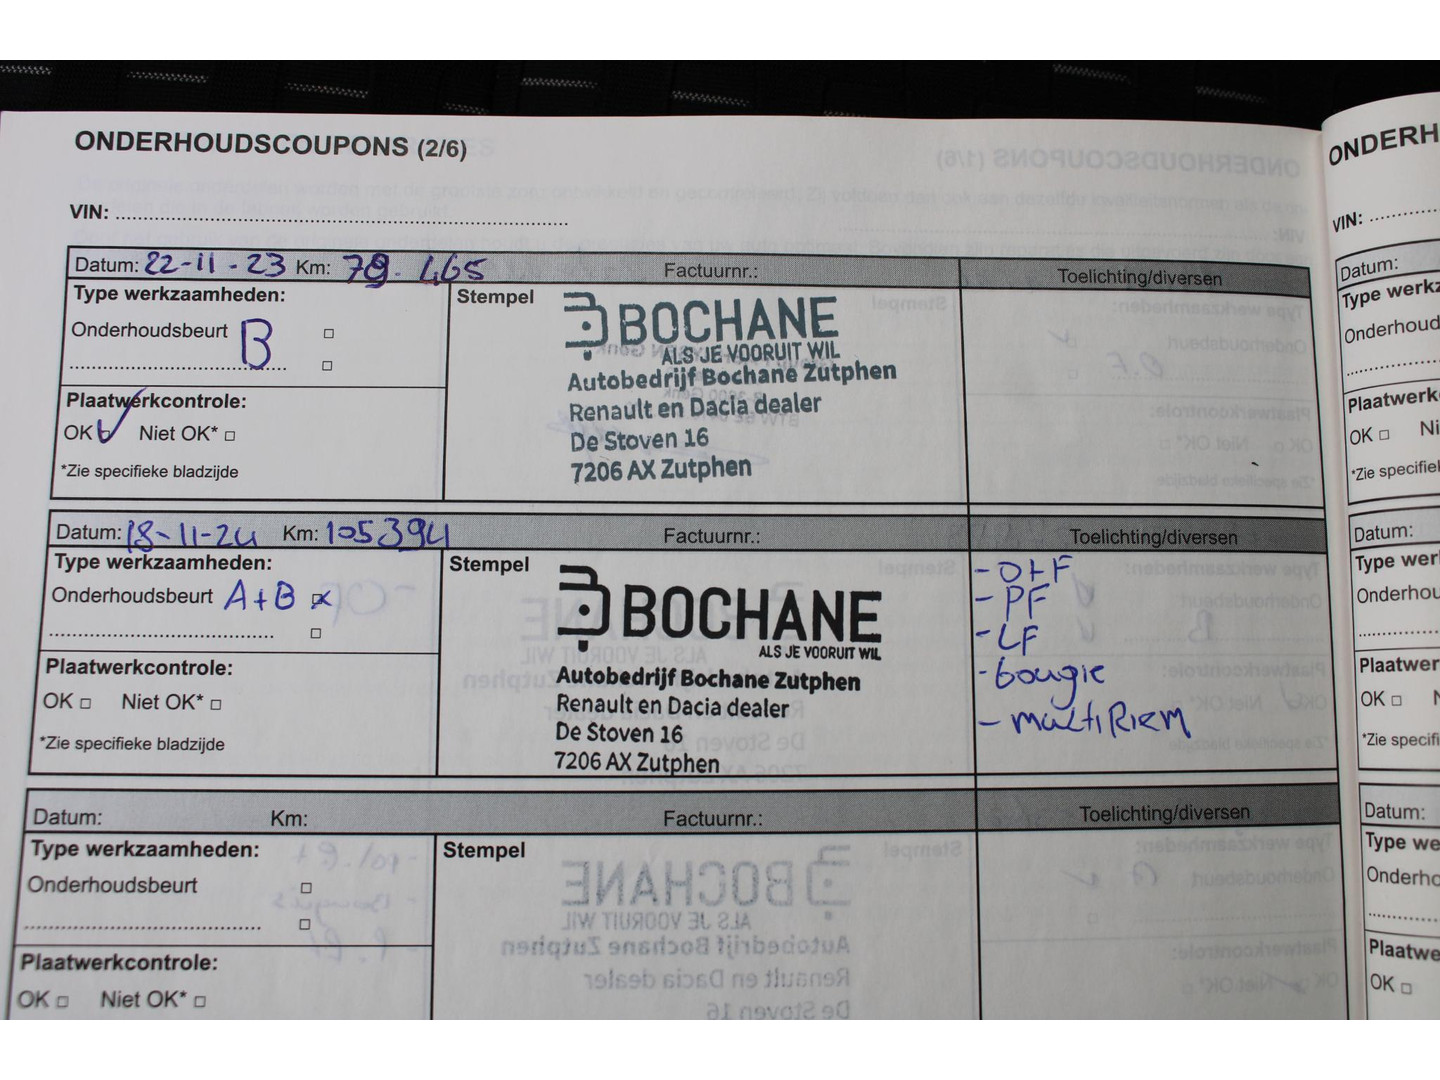 ONDERHOUDSCOUPONS (2/6)
VIN:
Datum: 22-11-23 Km: 79.465 Factuurnr.: Toelichting/diversen
Type werkzaamheden:
Stempel
Onderhoudsbeurt B
BOCHANE
ALS JE VOORUIT WIL
Autobedrijf Bochane Zutphen
Renault en Dacia dealer
De Stoven 16
7206 AX Zutphen
Plaatwerkcontrole:
OK Niet OK*
*Zie specifieke bladzijde
Datum: 18-11-24 Km: 105394 Factuurnr.: Toelichting/diversen
Type werkzaamheden:
Stempel
Onderhoudsbeurt A+B x
BOCHANE
ALS JE VOORUIT WIL
Autobedrijf Bochane Zutphen
Renault en Dacia dealer
De Stoven 16
7206 AX Zutphen
- O+F
- PF
- LF
- bougie
- multiRiem
Plaatwerkcontrole:
OK Niet OK*
*Zie specifieke bladzijde
Datum: Km: Factuurnr.: Toelichting/diversen
Type werkzaamheden:
Stempel
Onderhoudsbeurt
Plaatwerkcontrole:
OK Niet OK*
ONDERH
VIN:
Datum:
Type werkz
Onderhoud
Plaatwerk
OK Ni
*Zie specifiek
Datum:
Type wer
Onderhou
Plaatwer
OK
*Zie specifi
Datum:
Type we
Onderho
Plaatwe
OK